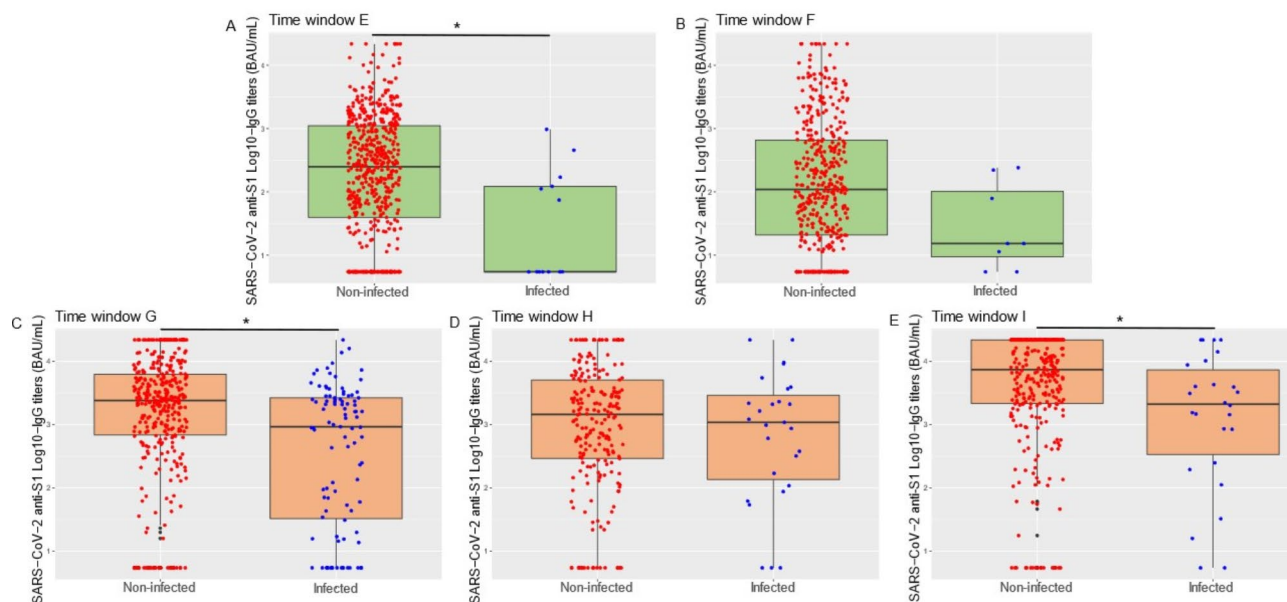 A Time window E
*
SARS-CoV-2 anti-S1 Log10-IgG titers (BAU/mL)
4
3
2
1
Non-infected Infected
B Time window F
SARS-CoV-2 anti-S1 Log10-IgG titers (BAU/mL)
4
3
2
1
Non-infected Infected
C Time window G
*
SARS-CoV-2 anti-S1 Log10-IgG titers (BAU/mL)
4
3
2
1
Non-infected Infected
D Time window H
SARS-CoV-2 anti-S1 Log10-IgG titers (BAU/mL)
4
3
2
1
Non-infected Infected
E Time window I
*
SARS-CoV-2 anti-S1 Log10-IgG titers (BAU/mL)
4
3
2
1
Non-infected Infected